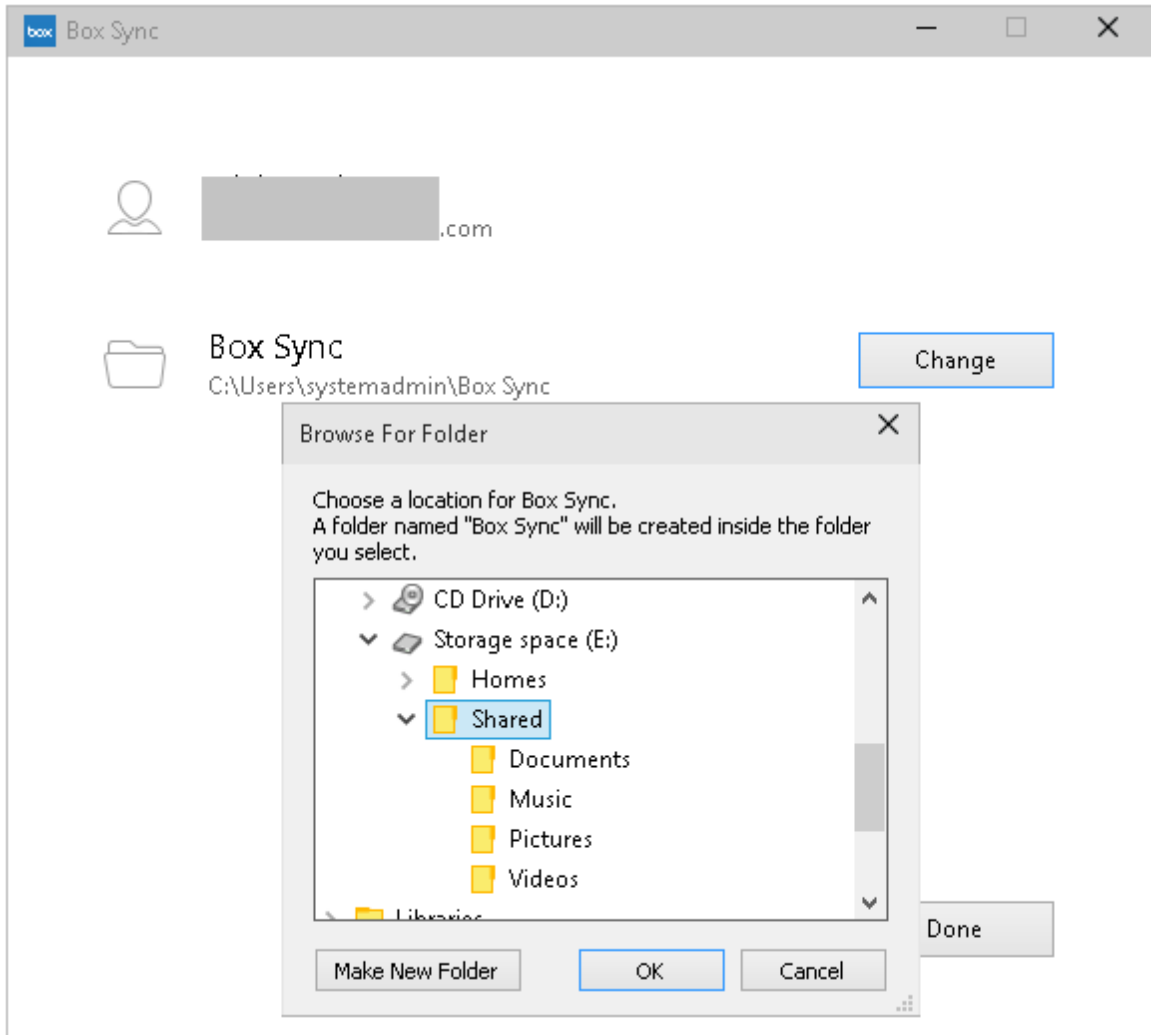 box Box Sync
.com
Box Sync
Change
C:\Users\systemadmin\Box Sync
Browse For Folder
Choose a location for Box Sync.
A folder named "Box Sync" will be created inside the folder
you select.
CD Drive (D:)
Storage space (E:)
Homes
Shared
Documents
Music
Pictures
Videos
Libraries
Done
Make New Folder
OK
Cancel